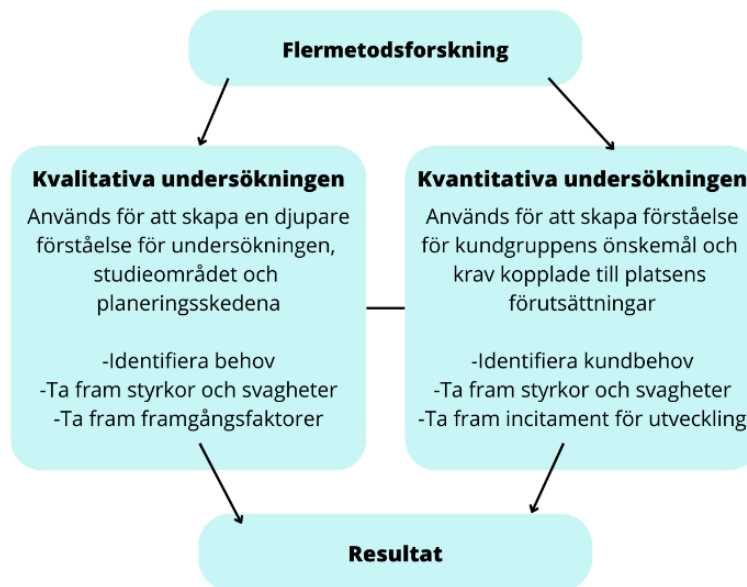 Flermetodsforskning
Kvalitativa undersökningen
Används för att skapa en djupare
förståelse för undersökningen,
studieområdet och
planeringsskedena
-Identifiera behov
-Ta fram styrkor och svagheter
-Ta fram framgångsfaktorer
Kvantitativa undersökningen
Används för att skapa förståelse
för kundgruppens önskemål och
krav kopplade till platsens
förutsättningar
-Identifiera kundbehov
-Ta fram styrkor och svagheter
-Ta fram incitament för utveckling
Resultat